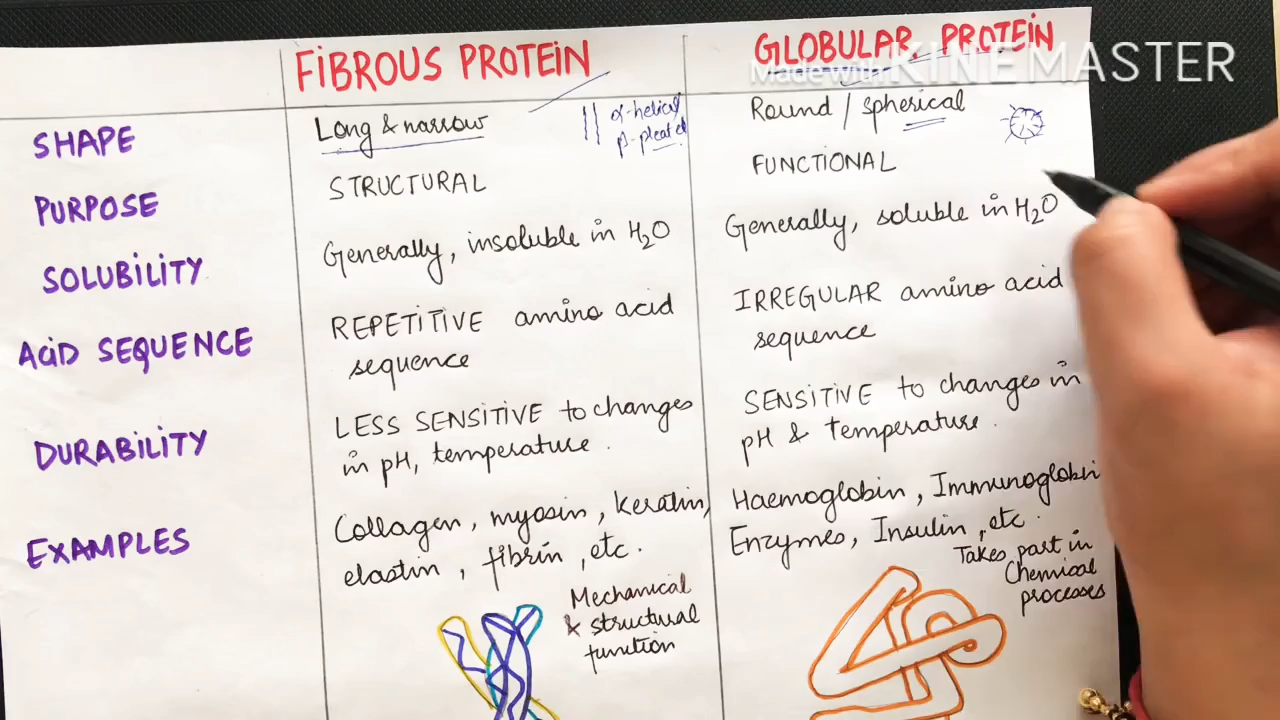 FIBROUS PROTEIN
GLOBULAR PROTEIN
Made with KINEMASTER
SHAPE
Long & narrow
α-helical
β-pleated
Round / spherical
PURPOSE
STRUCTURAL
FUNCTIONAL
SOLUBILITY
Generally, insoluble in H2O
Generally, soluble in H2O
ACID SEQUENCE
REPETITIVE amino acid
sequence
IRREGULAR amino acid
sequence
DURABILITY
LESS SENSITIVE to changes
in pH, temperature.
SENSITIVE to changes in
pH & temperature.
EXAMPLES
Collagen, myosin, Keratin,
elastin, fibrin, etc.
Haemoglobin, Immunoglobin
Enzymes, Insulin, etc.
Mechanical
& structural
function
Takes part in
Chemical
processes